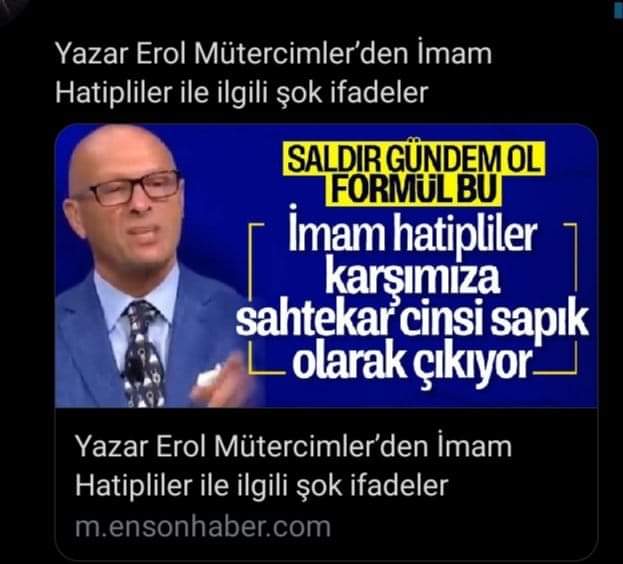 Yazar Erol Mütercimler'den İmam
Hatipliler ile ilgili şok ifadeler
SALDIR GÜNDEM OL
FORMÜL BU
İmam hatipliler
karşımıza
sahtekar cinsi sapık
olarak çıkıyor
Yazar Erol Mütercimler'den İmam
Hatipliler ile ilgili şok ifadeler
m.ensonhaber.com